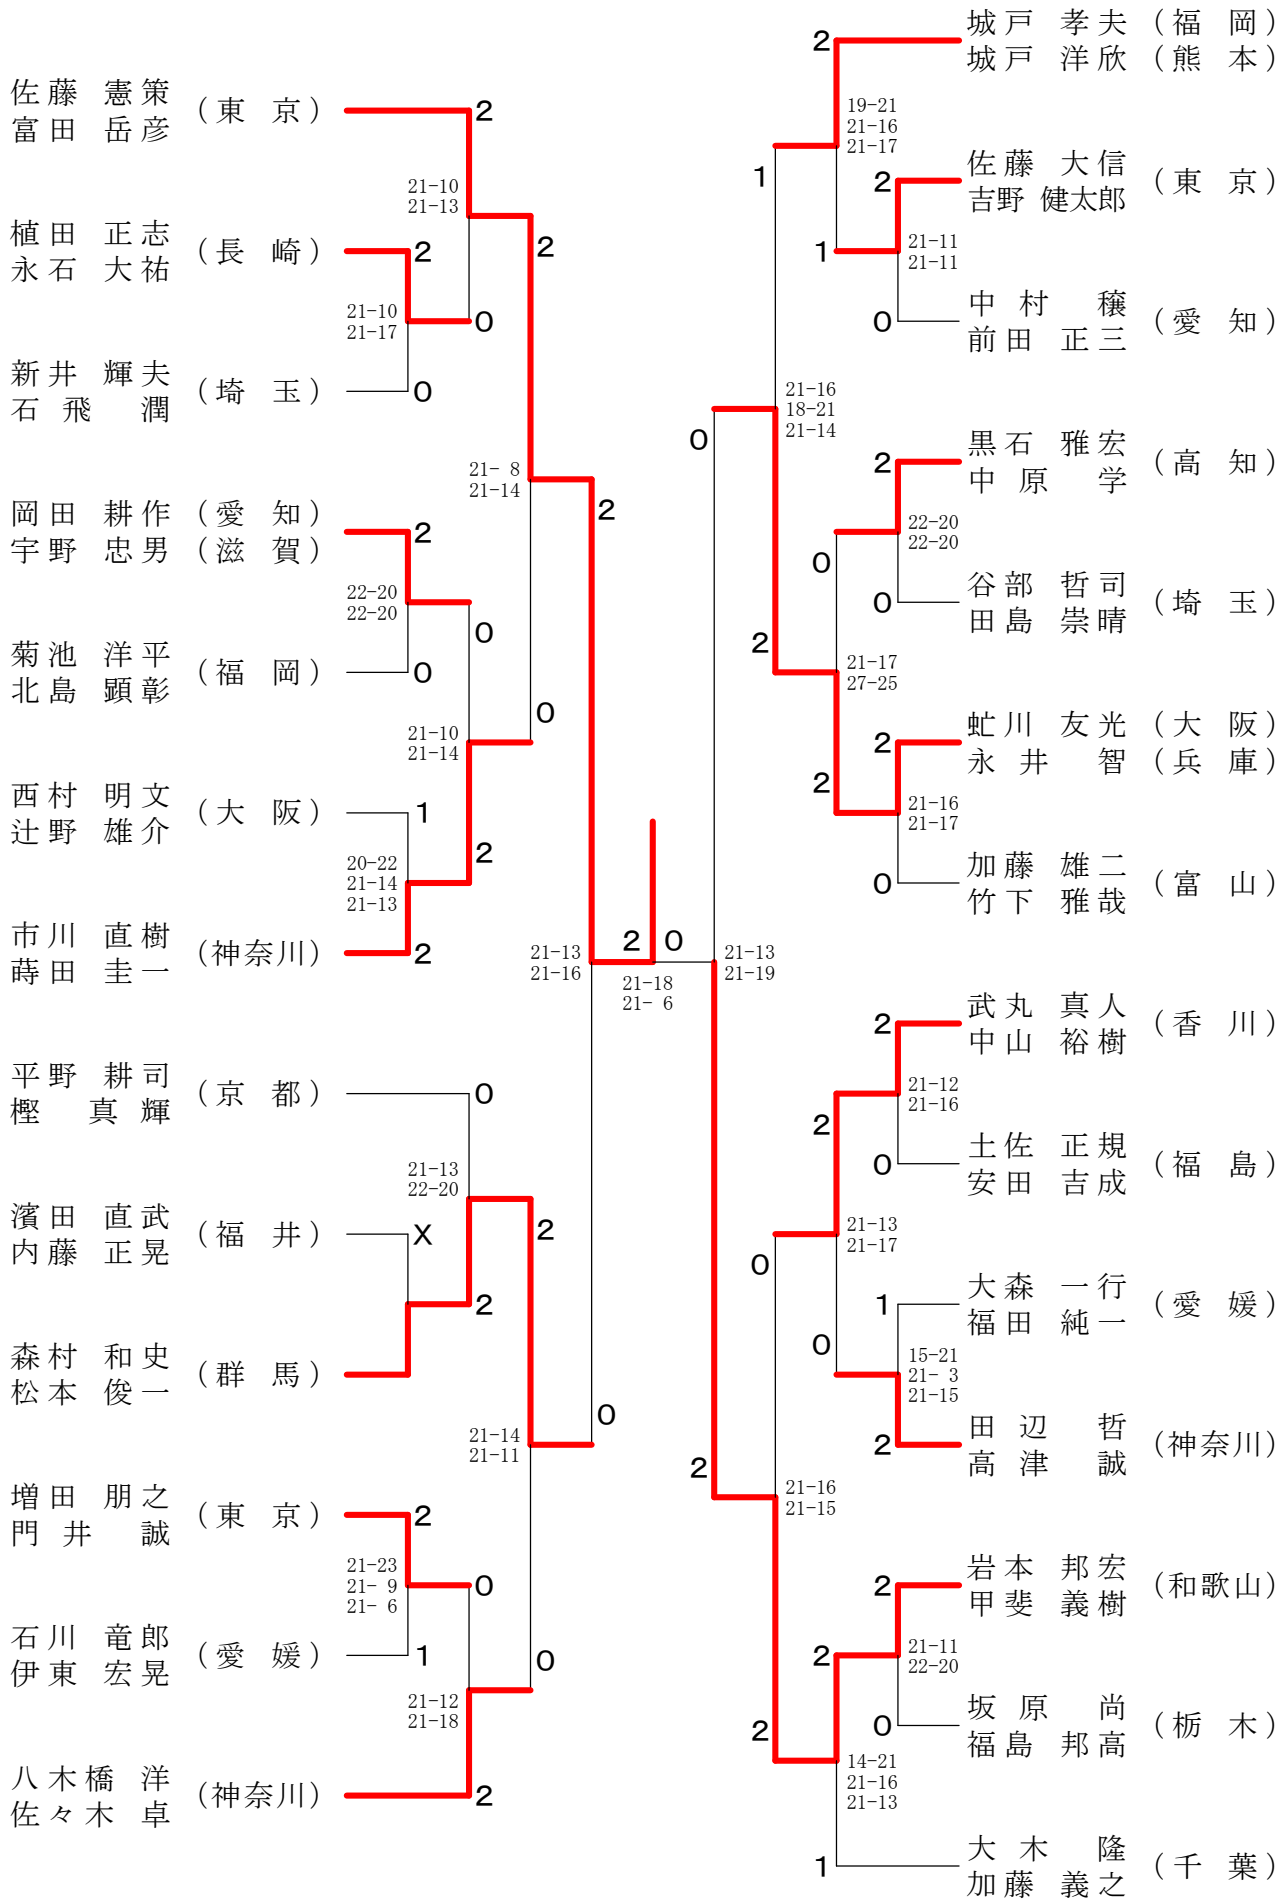 佐藤 憲策
富田 岳彦
（東 京）
2
21-10
21-13
植田 正志
永石 大祐
（長 崎）
2
21-10
21-17
0
新井 輝夫
石飛 潤
（埼 玉）
0
2
21- 8
21-14
岡田 耕作（愛 知）
宇野 忠男（滋 賀）
2
22-20
22-20
0
菊池 洋平
北島 顕彰
（福 岡）
0
21-10
21-14
0
西村 明文
辻野 雄介
（大 阪）
1
20-22
21-14
21-13
2
市川 直樹
蒔田 圭一
（神奈川）
2
2
21-13
21-16
平野 耕司
樫 真輝
（京 都）
0
21-13
22-20
濱田 直武
内藤 正晃
（福 井）
X
2
2
森村 和史
松本 俊一
（群 馬）
21-14
21-11
0
増田 朋之
門井 誠
（東 京）
2
21-23
21- 9
21- 6
0
石川 竜郎
伊東 宏晃
（愛 媛）
1
21-12
21-18
0
八木橋 洋
佐々木 卓
（神奈川）
2
2 0
21-18
21- 6
城戸 孝夫（福 岡）
城戸 洋欣（熊 本）
2
19-21
21-16
21-17
1
佐藤 大信
吉野 健太郎
（東 京）
2
21-11
21-11
1
中村 穣
前田 正三
（愛 知）
0
21-16
18-21
21-14
0
黒石 雅宏
中原 学
（高 知）
2
22-20
22-20
0
谷部 哲司
田島 崇晴
（埼 玉）
0
2
21-17
27-25
虻川 友光（大 阪）
永井 智（兵 庫）
2
21-16
21-17
2
加藤 雄二
竹下 雅哉
（富 山）
0
21-13
21-19
武丸 真人
中山 裕樹
（香 川）
2
21-12
21-16
2
土佐 正規
安田 吉成
（福 島）
0
21-13
21-17
0
大森 一行
福田 純一
（愛 媛）
1
15-21
21- 3
21-15
0
田辺 哲
高津 誠
（神奈川）
2
2
21-16
21-15
岩本 邦宏
甲斐 義樹
（和歌山）
2
21-11
22-20
2
坂原 尚
福島 邦高
（栃 木）
0
2
14-21
21-16
21-13
大木 隆
加藤 義之
（千 葉）
1